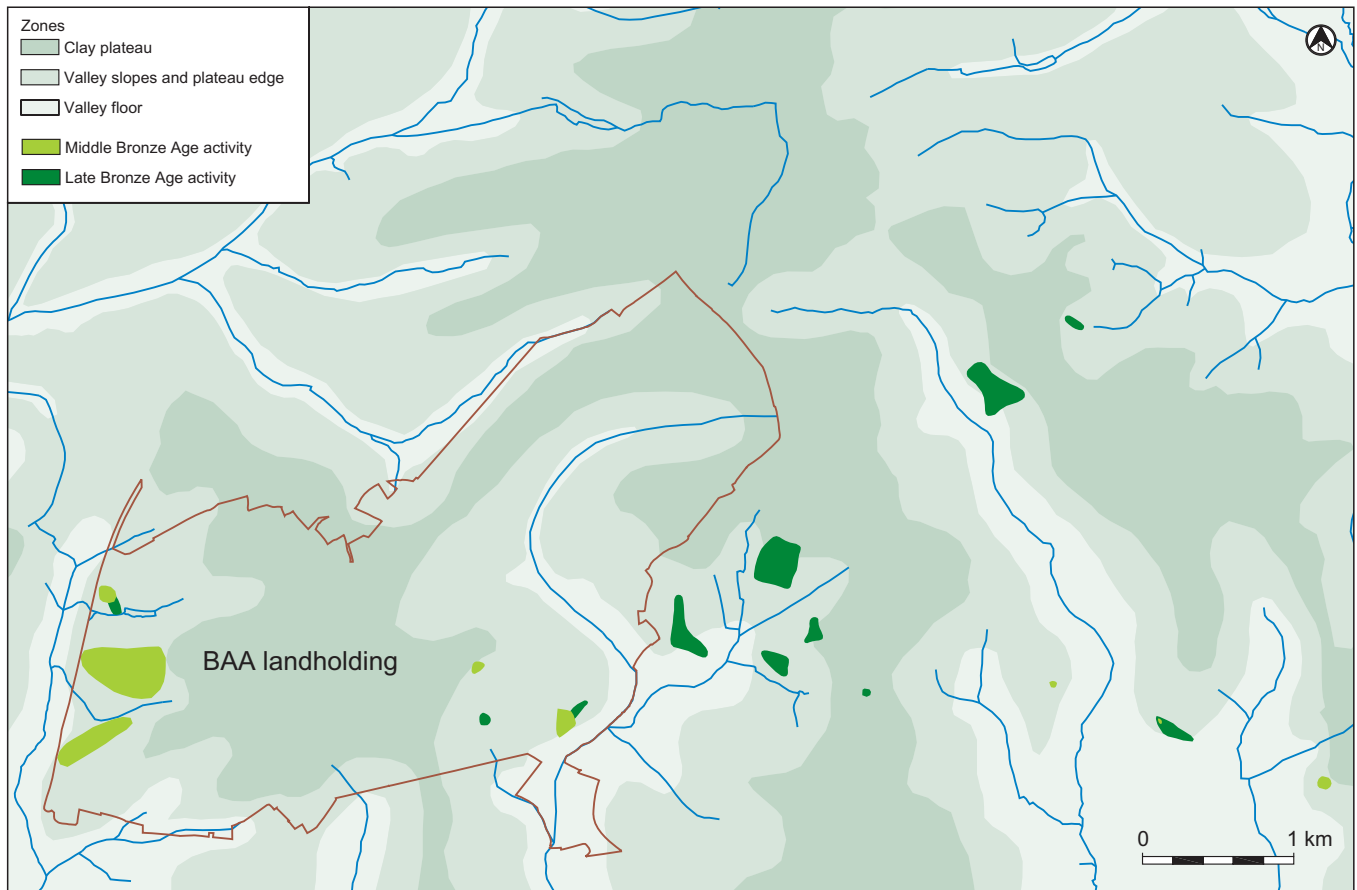 Zones
Clay plateau
Valley slopes and plateau edge
Valley floor
Middle Bronze Age activity
Late Bronze Age activity
N
BAA landholding
0 1 km